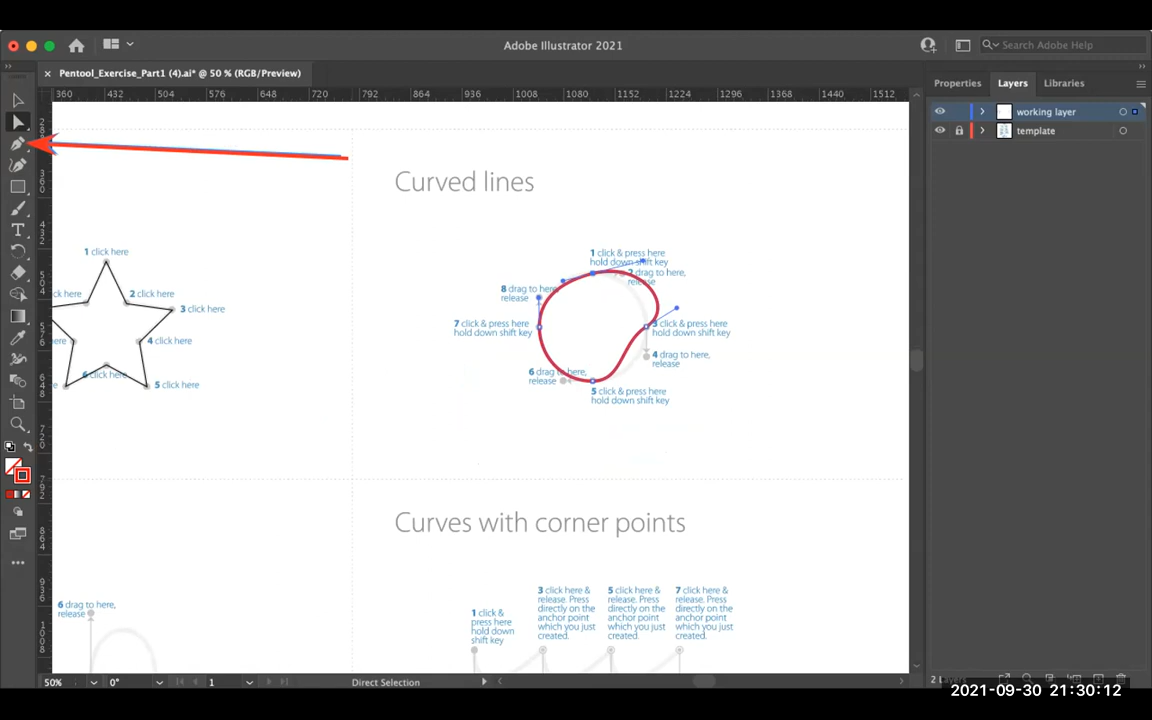 Adobe Illustrator 2021
Search Adobe Help
Pentool_Exercise_Part1 (4).ai* @ 50 % (RGB/Preview)
Properties
Layers
Libraries
360 432 504 576 648 720 792 864 936 1008 1080 1152 1224 1296 1368 1440 1512
working layer
template
Curved lines
1 click here
click here
2 click here
3 click here
4 click here
5 click here
6 click here
1 click & press here
hold down shift key
2 drag to here,
release
8 drag to here,
release
7 click & press here
hold down shift key
3 click & press here
hold down shift key
4 drag to here,
release
6 drag to here,
release
5 click & press here
hold down shift key
Curves with corner points
6 drag to here,
release
1 click &
press here
hold down
shift key
3 click here &
release. Press
directly on the
anchor point
which you just
created.
5 click here &
release. Press
directly on the
anchor point
which you just
created.
7 click here &
release. Press
directly on the
anchor point
which you just
created.
50%
0°
1
Direct Selection
2 Layers
2021-09-30 21:30:12